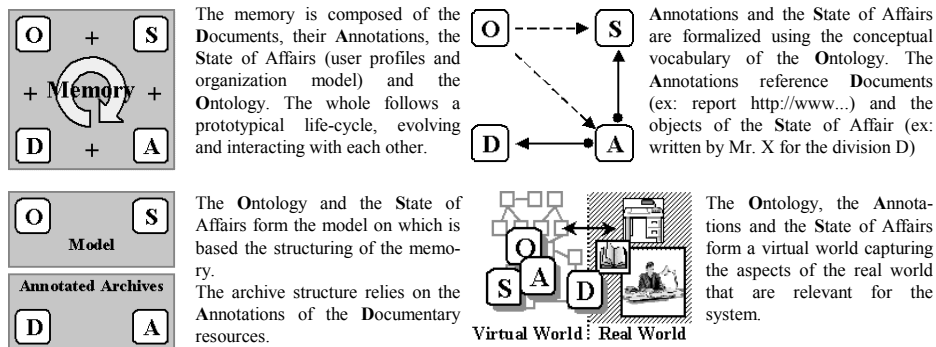 O + S
Memory
+ +
D + A
The memory is composed of the
Documents, their Annotations, the
State of Affairs (user profiles and
organization model) and the
Ontology. The whole follows a
prototypical life-cycle, evolving
and interacting with each other.
O S
D A
Annotations and the State of Affairs
are formalized using the conceptual
vocabulary of the Ontology. The
Annotations reference Documents
(ex: report http://www...) and the
objects of the State of Affair (ex:
written by Mr. X for the division D)
O S
Model
Annotated Archives
D A
The Ontology and the State of
Affairs form the model on which is
based the structuring of the memo-
ry.
The archive structure relies on the
Annotations of the Documentary
resources.
O
S A D
Virtual World Real World
The Ontology, the Annota-
tions and the State of Affairs
form a virtual world capturing
the aspects of the real world
that are relevant for the
system.